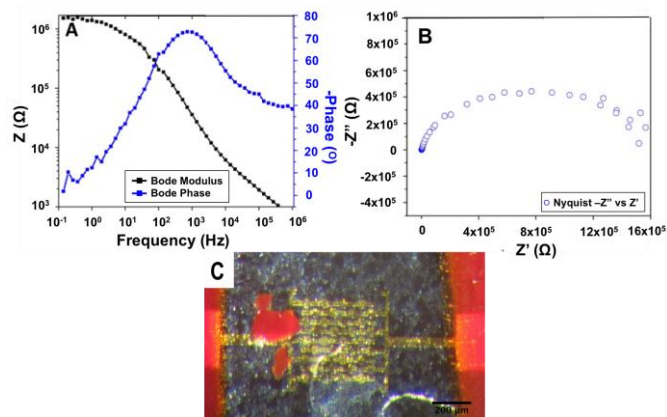 A
Z (Ω)
10⁶
10⁵
10⁴
10³
80
70
60
50
40
30
20
10
0
-Phase (º)
Bode Modulus
Bode Phase
10⁻¹ 10⁰ 10¹ 10² 10³ 10⁴ 10⁵ 10⁶
Frequency (Hz)
B
-Z'' (Ω)
1x10⁶
8x10⁵
6x10⁵
4x10⁵
2x10⁵
0
-2x10⁵
-4x10⁵
Nyquist –Z'' vs Z'
0 4x10⁵ 8x10⁵ 12x10⁵ 16x10⁵
Z' (Ω)
C
200 µm